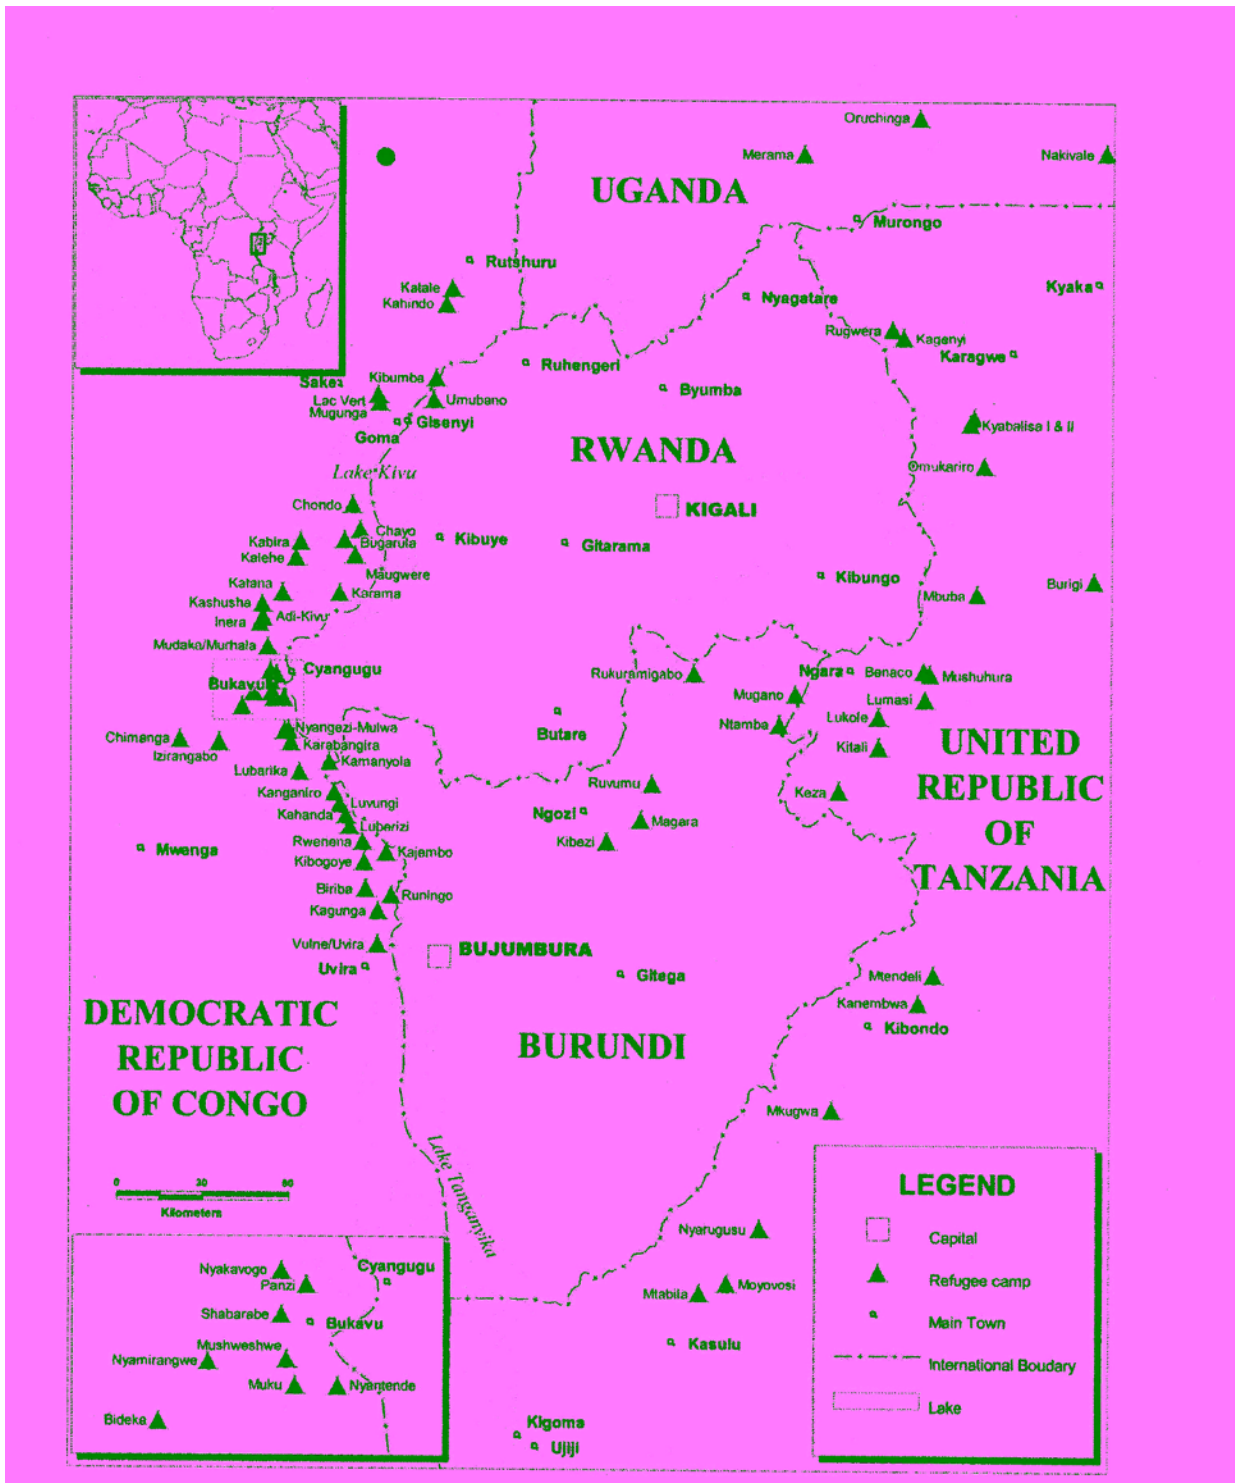 Oruchinga
Merama
Nakivale
UGANDA
Murongo
Rutshuru
Katale
Kahindo
Nyagatare
Kyaka
Rugwera
Kagenyi
Karagwe
Ruhengeri
Byumba
Sake
Kibumba
Lac Vert
Mugunga
Umubano
Goma
Gisenyi
Kyabalisa I & II
RWANDA
Lake Kivu
Omukariro
KIGALI
Chondo
Chayo
Kabira
Bugarula
Kibuye
Gitarama
Kalehe
Maugwere
Kibungo
Katana
Karama
Mbuba
Burigi
Kashusha
Adi-Kivu
Inera
Mudaka/Murhala
Cyangugu
Bukavu
Rukuramigabo
Ngara
Benaco
Mushuhura
Mugano
Lumasi
Lukole
Ntamba
Nyangezi-Mulwa
Chimanga
Izirangabo
Karabangira
Butare
Kitali
UNITED
REPUBLIC
OF
TANZANIA
Kamanyola
Lubarika
Ruvumu
Keza
Kanganiro
Luvungi
Kahanda
Luberizi
Ngozi
Magara
Kibezi
Rwenena
Kajembo
Mwenga
Kibogoye
Biriba
Runingo
Kagunga
Vulne/Uvira
Uvira
BUJUMBURA
Gitega
Mtendeli
Kanembwa
Kibondo
DEMOCRATIC
REPUBLIC
OF CONGO
BURUNDI
Mkugwa
Lake Tanganyika
0 30 60
Kilometers
Nyarugusu
Mtabila
Moyovosi
Kasulu
Kigoma
Ujiji
Nyakavogo
Panzi
Cyangugu
Shabarabe
Bukavu
Mushweshwe
Nyamirangwe
Muku
Nyantende
Bideka
LEGEND
Capital
Refugee camp
Main Town
International Boudary
Lake